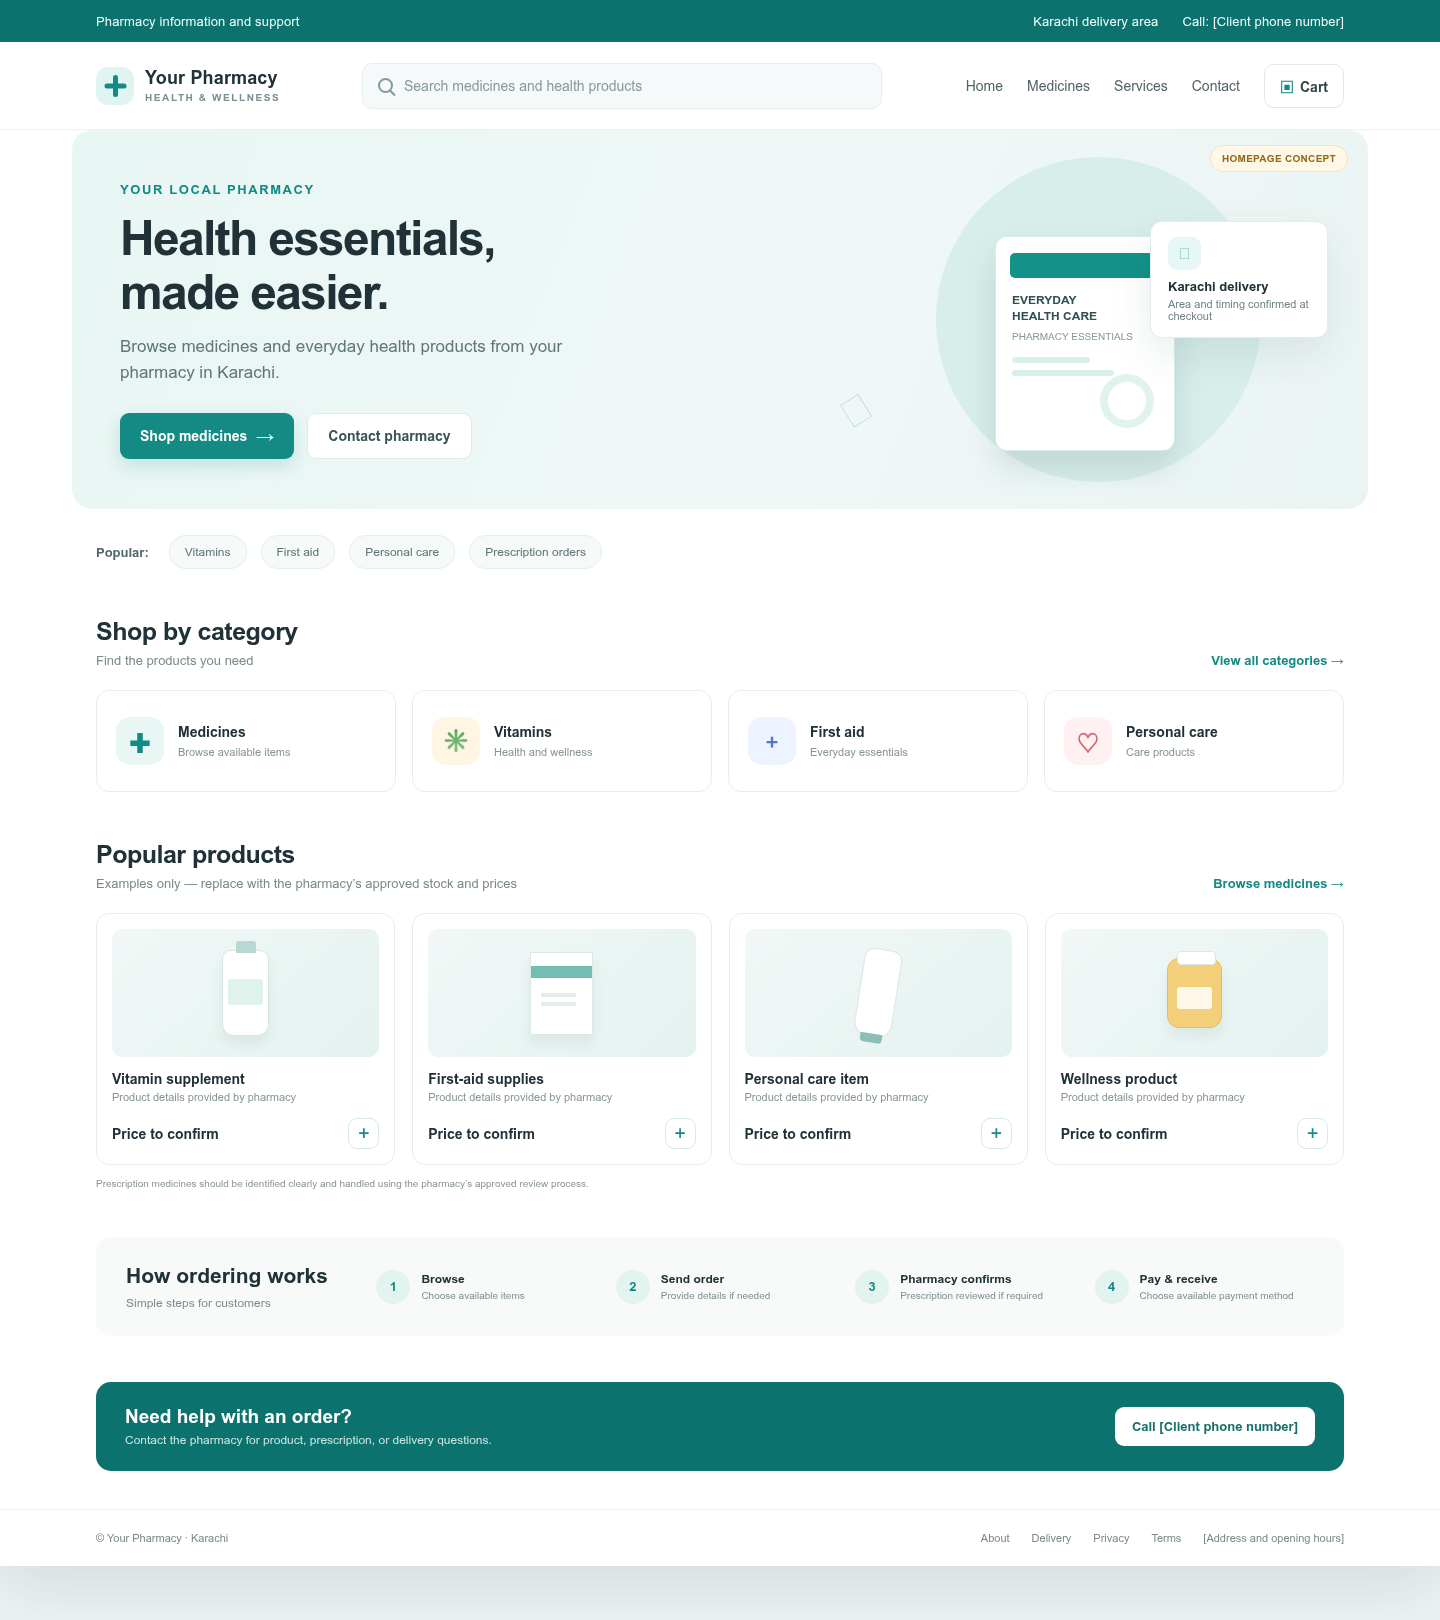 Pharmacy information and support
Karachi delivery area
Call: [Client phone number]
Your Pharmacy
HEALTH & WELLNESS
Search medicines and health products
Home
Medicines
Services
Contact
Cart
HOMEPAGE CONCEPT
YOUR LOCAL PHARMACY
Health essentials,
made easier.
Browse medicines and everyday health products from your
pharmacy in Karachi.
Shop medicines →
Contact pharmacy
EVERYDAY
HEALTH CARE
PHARMACY ESSENTIALS
Karachi delivery
Area and timing confirmed at
checkout
Popular:
Vitamins
First aid
Personal care
Prescription orders
Shop by category
Find the products you need
View all categories →
Medicines
Browse available items
Vitamins
Health and wellness
First aid
Everyday essentials
Personal care
Care products
Popular products
Examples only — replace with the pharmacy's approved stock and prices
Browse medicines →
Vitamin supplement
Product details provided by pharmacy
Price to confirm
+
First-aid supplies
Product details provided by pharmacy
Price to confirm
+
Personal care item
Product details provided by pharmacy
Price to confirm
+
Wellness product
Product details provided by pharmacy
Price to confirm
+
Prescription medicines should be identified clearly and handled using the pharmacy's approved review process.
How ordering works
Simple steps for customers
1
Browse
Choose available items
2
Send order
Provide details if needed
3
Pharmacy confirms
Prescription reviewed if required
4
Pay & receive
Choose available payment method
Need help with an order?
Contact the pharmacy for product, prescription, or delivery questions.
Call [Client phone number]
© Your Pharmacy · Karachi
About
Delivery
Privacy
Terms
[Address and opening hours]